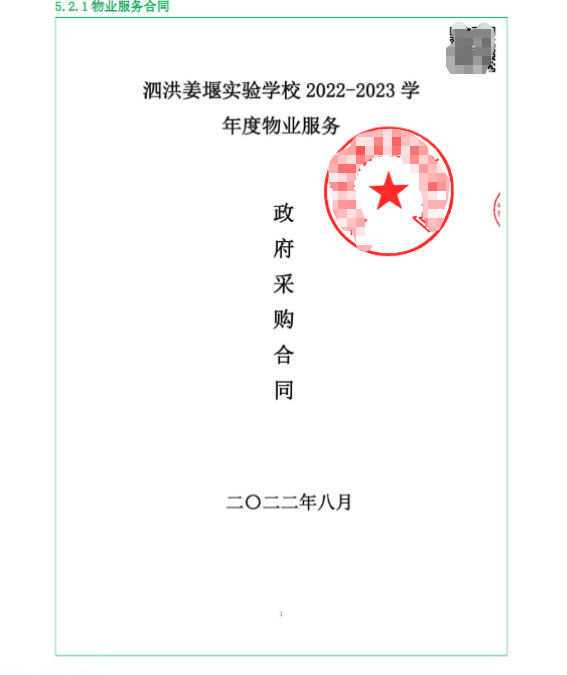 5.2.1物业服务合同
泗洪姜堰实验学校 2022-2023 学
年度物业服务
政
府
采
购
合
同
二〇二二年八月
1